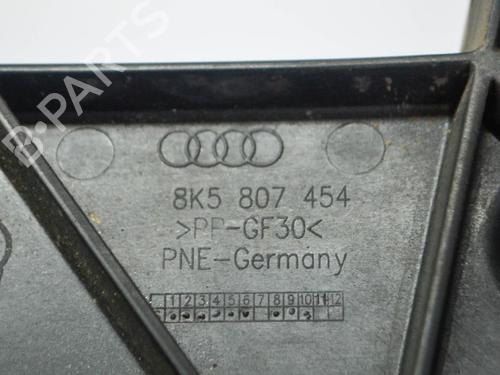 B-PARTS
8K5 807 454
>PP-GF30<
PNE-Germany
1 2 3 4 5 6 7 8 9 10 11 12